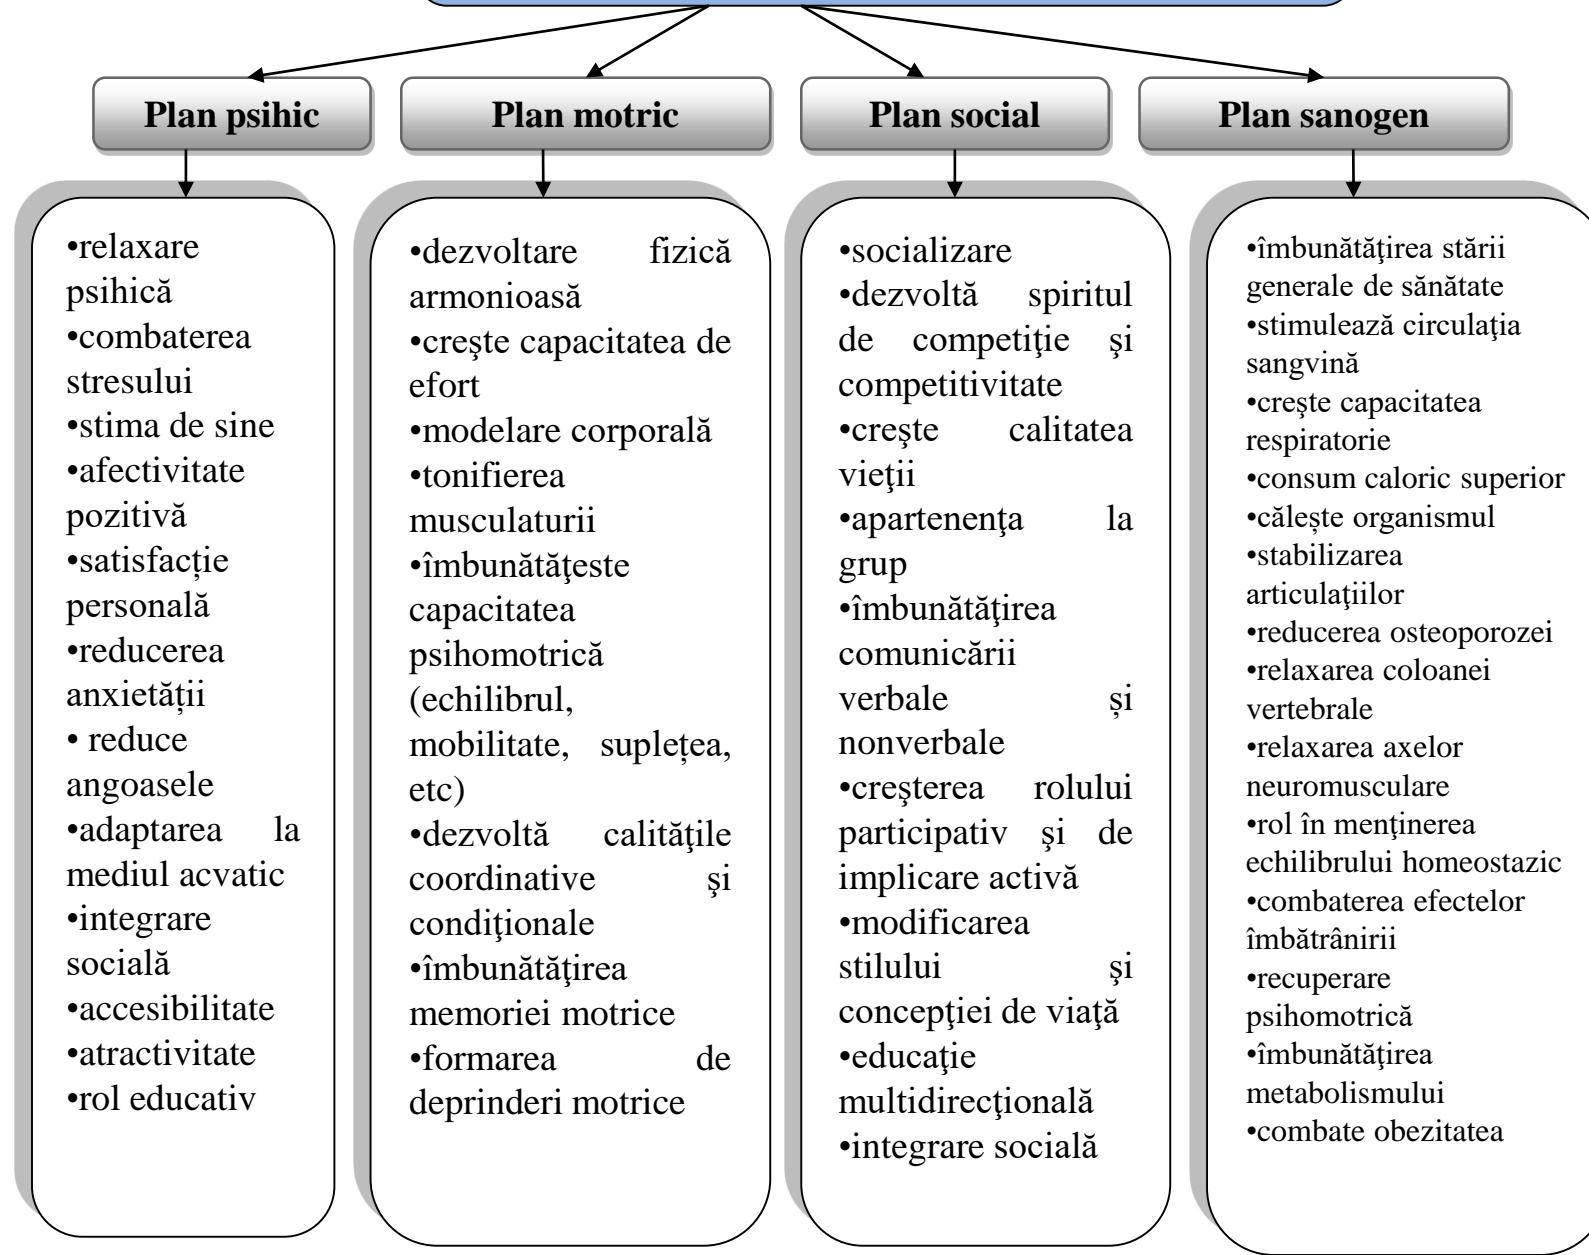 Plan psihic
Plan motric
Plan social
Plan sanogen
•relaxare
psihică
•combaterea
stresului
•stima de sine
•afectivitate
pozitivă
•satisfacție
personală
•reducerea
anxietății
• reduce
angoasele
•adaptarea la
mediul acvatic
•integrare
socială
•accesibilitate
•atractivitate
•rol educativ
•dezvoltare fizică
armonioasă
•creşte capacitatea de
efort
•modelare corporală
•tonifierea
musculaturii
•îmbunătăţeste
capacitatea
psihomotrică
(echilibrul,
mobilitate, suplețea,
etc)
•dezvoltă calităţile
coordinative şi
condiţionale
•îmbunătăţirea
memoriei motrice
•formarea de
deprinderi motrice
•socializare
•dezvoltă spiritul
de competiţie şi
competitivitate
•creşte calitatea
vieţii
•apartenenţa la
grup
•îmbunătăţirea
comunicării
verbale și
nonverbale
•creşterea rolului
participativ şi de
implicare activă
•modificarea
stilului şi
concepţiei de viaţă
•educaţie
multidirecţională
•integrare socială
•îmbunătăţirea stării
generale de sănătate
•stimulează circulaţia
sangvină
•creşte capacitatea
respiratorie
•consum caloric superior
•călește organismul
•stabilizarea
articulaţiilor
•reducerea osteoporozei
•relaxarea coloanei
vertebrale
•relaxarea axelor
neuromusculare
•rol în menţinerea
echilibrului homeostazic
•combaterea efectelor
îmbătrânirii
•recuperare
psihomotrică
•îmbunătăţirea
metabolismului
•combate obezitatea